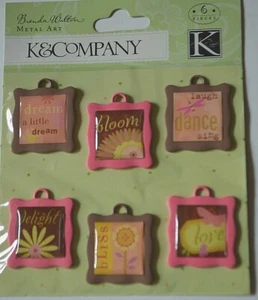 Brenda Walton
METAL ART
6
PIECES
K&COMPANY
K
dream
a little
dream
bloom
laugh
dance
sing
delight
bliss
love